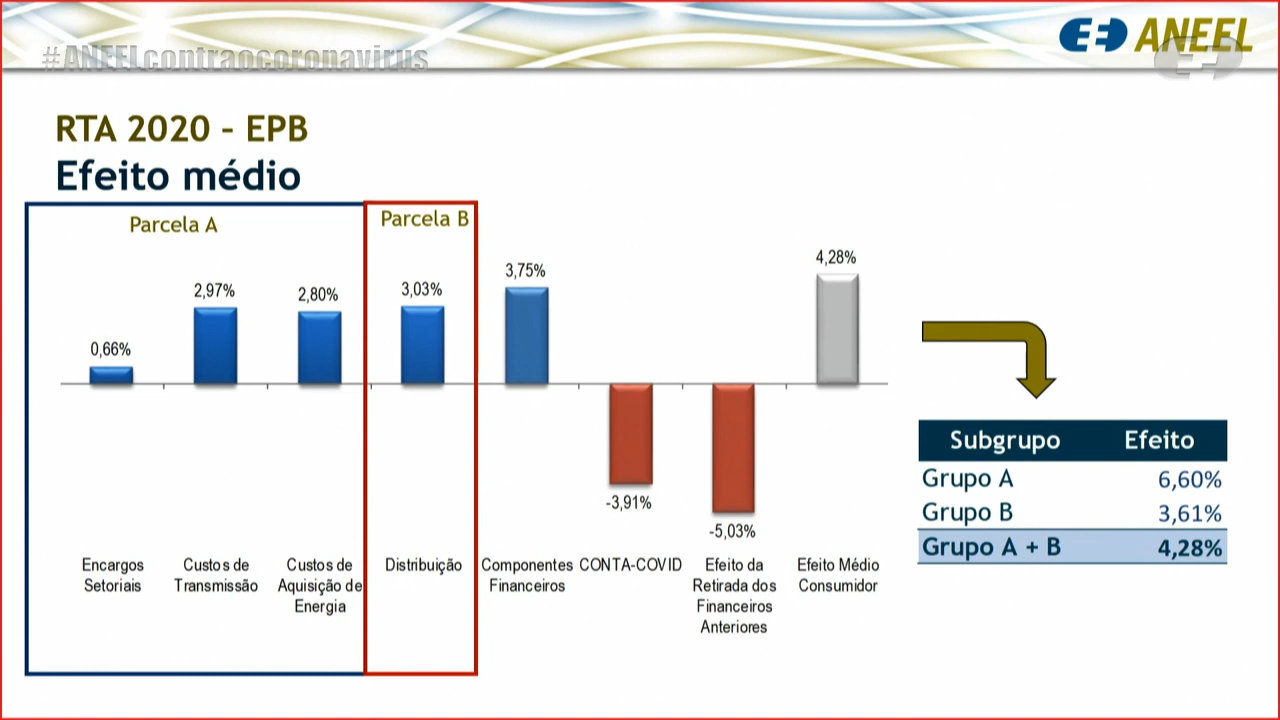 #ANEELcontraocoronavirus
ANEEL
RTA 2020 - EPB
Efeito médio
Parcela A
Parcela B
0,66%
2,97%
2,80%
3,03%
3,75%
-3,91%
-5,03%
4,28%
Encargos
Setoriais
Custos de
Transmissão
Custos de
Aquisição de
Energia
Distribuição
Componentes
Financeiros
CONTA-COVID
Efeito da
Retirada dos
Financeiros
Anteriores
Efeito Médio
Consumidor
Subgrupo Efeito
Grupo A 6,60%
Grupo B 3,61%
Grupo A + B 4,28%